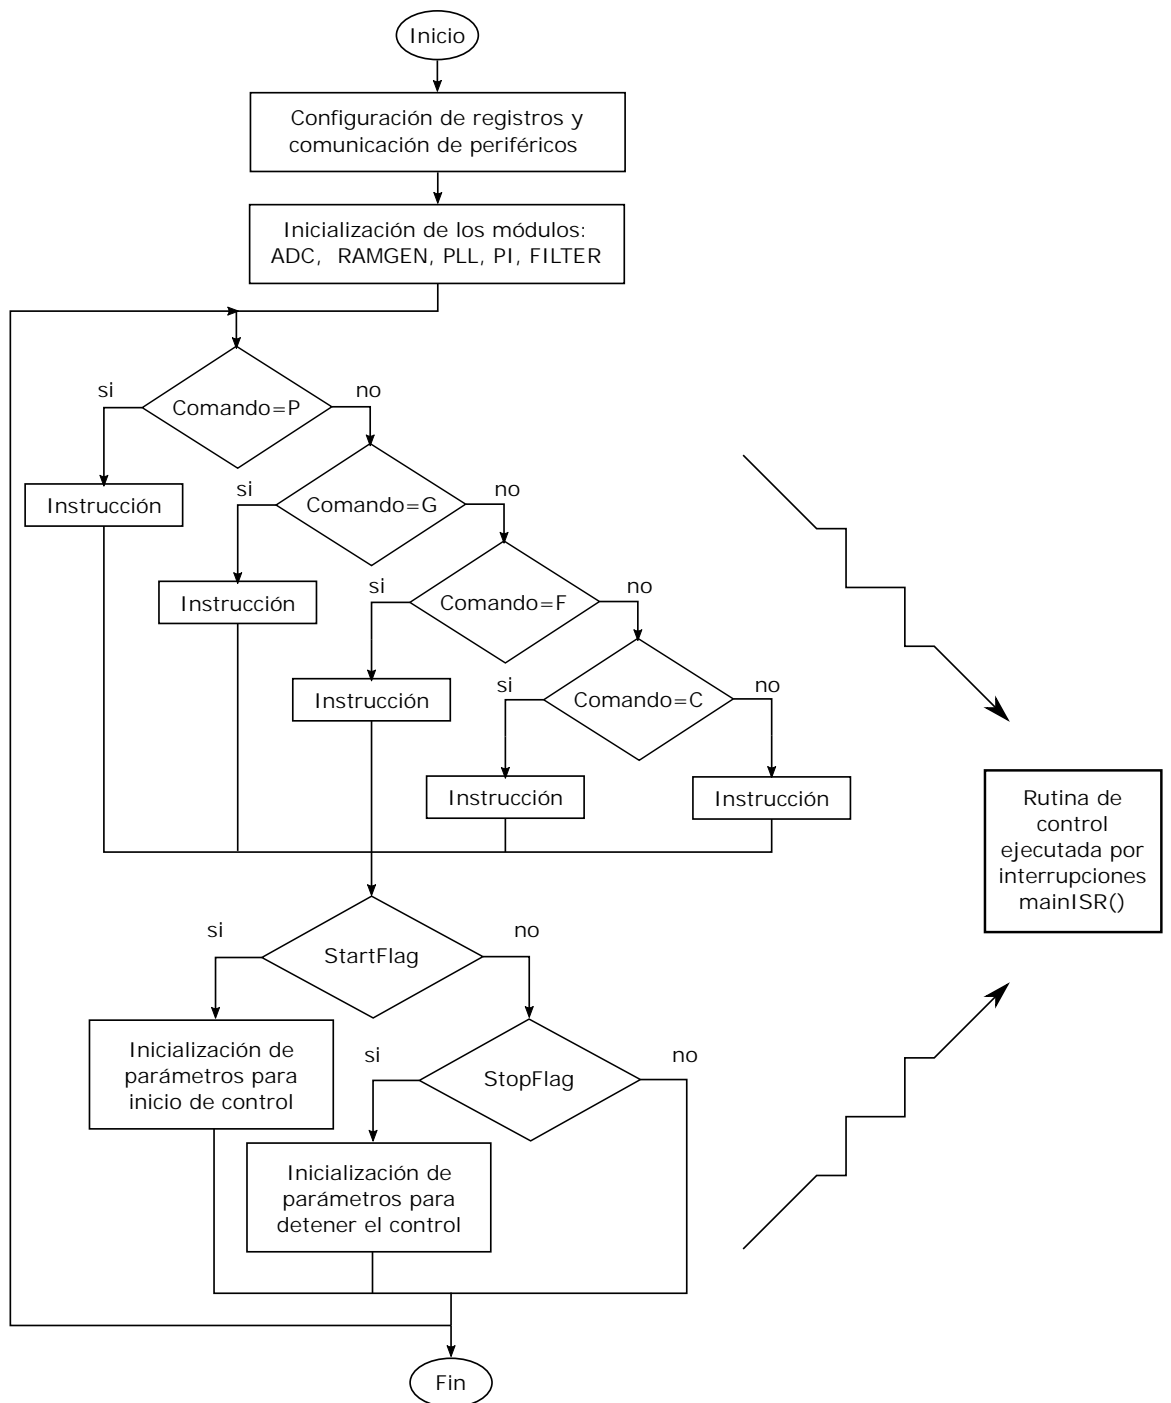 Inicio
Configuración de registros y
comunicación de periféricos
Inicialización de los módulos:
ADC, RAMGEN, PLL, PI, FILTER
si
no
Comando=P
Instrucción
si
no
Comando=G
Instrucción
si
no
Comando=F
Instrucción
si
no
Comando=C
Instrucción
Instrucción
Rutina de
control
ejecutada por
interrupciones
mainISR()
si
no
StartFlag
Inicialización de
parámetros para
inicio de control
si
no
StopFlag
Inicialización de
parámetros para
detener el control
Fin